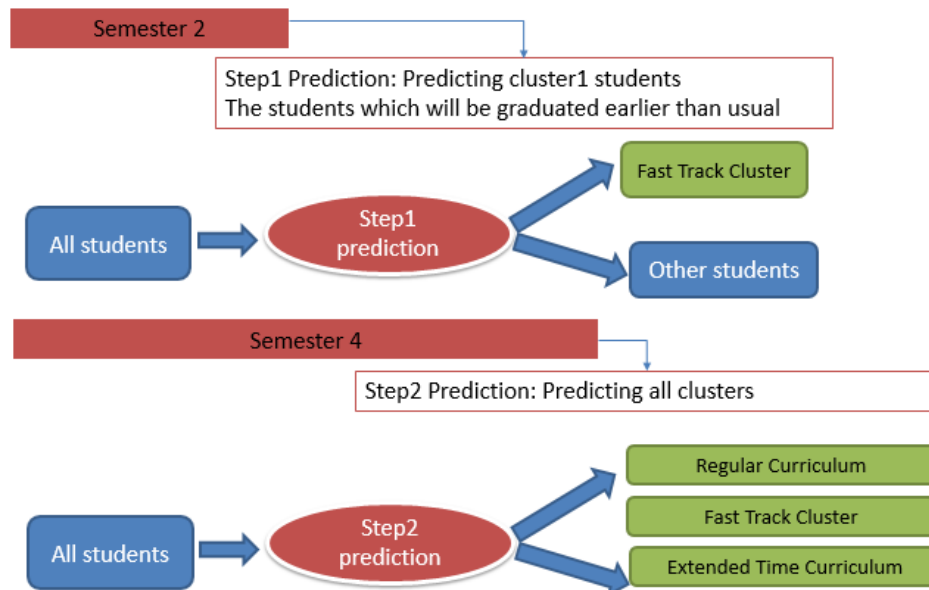 Semester 2
Step1 Prediction: Predicting cluster1 students
The students which will be graduated earlier than usual
Fast Track Cluster
All students
Step1
prediction
Other students
Semester 4
Step2 Prediction: Predicting all clusters
Regular Curriculum
Fast Track Cluster
All students
Step2
prediction
Extended Time Curriculum